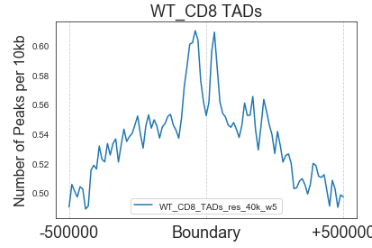 WT_CD8 TADs
Number of Peaks per 10kb
0.60
0.58
0.56
0.54
0.52
0.50
WT_CD8_TADs_res_40k_w5
-500000
Boundary
+500000